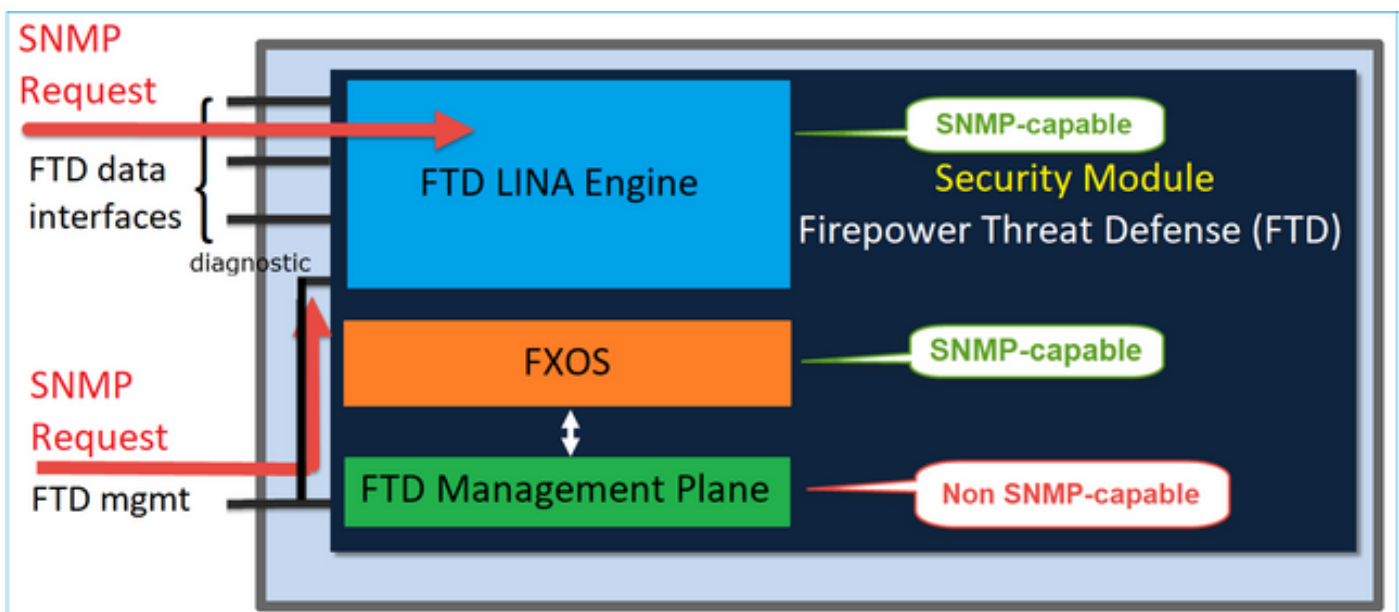 SNMP
Request
FTD data
interfaces
diagnostic
FTD LINA Engine
SNMP-capable
Security Module
Firepower Threat Defense (FTD)
FXOS
SNMP-capable
SNMP
Request
FTD mgmt
FTD Management Plane
Non SNMP-capable